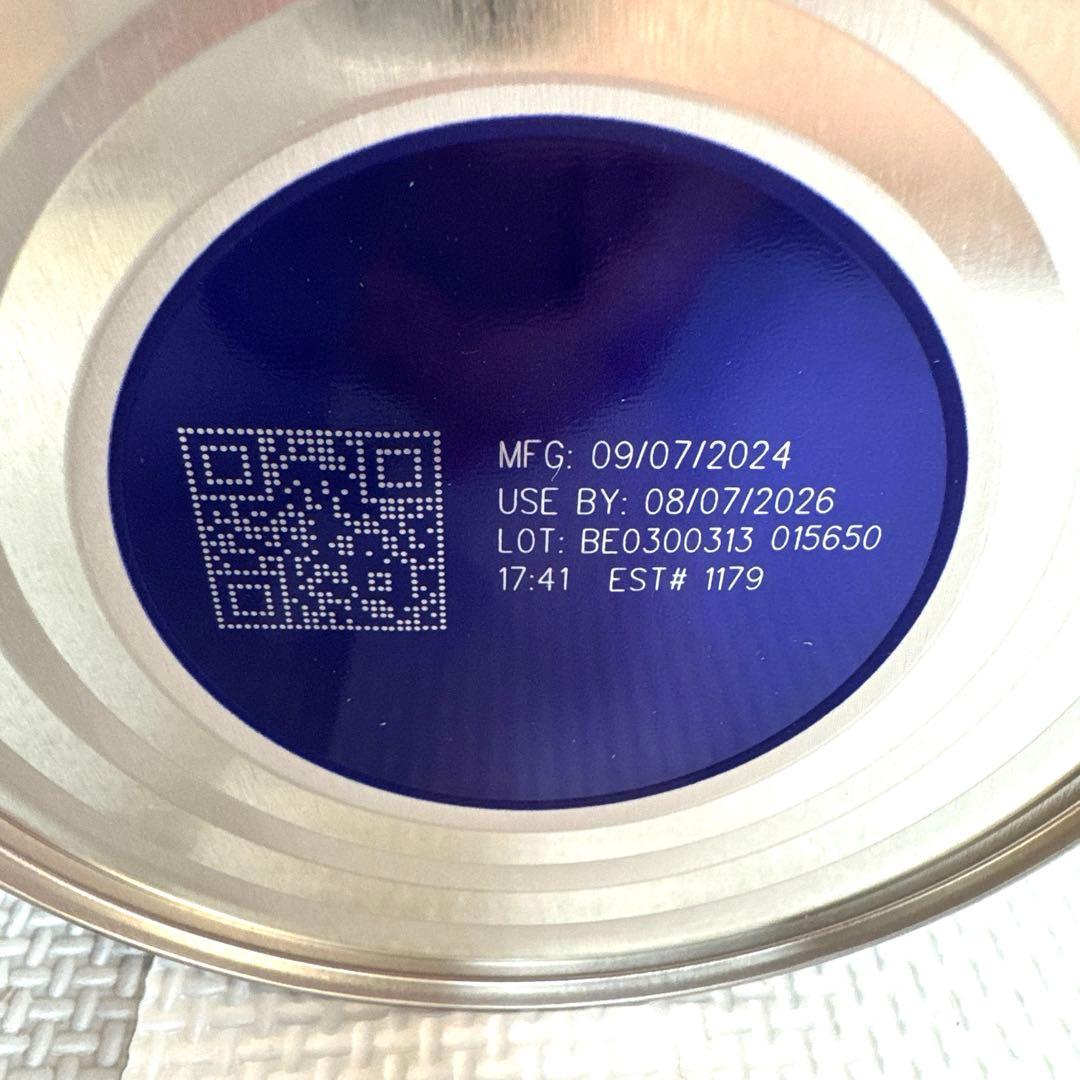 MFG: 09/07/2024
USE BY: 08/07/2026
LOT: BE0300313 015650
17:41 EST# 1179